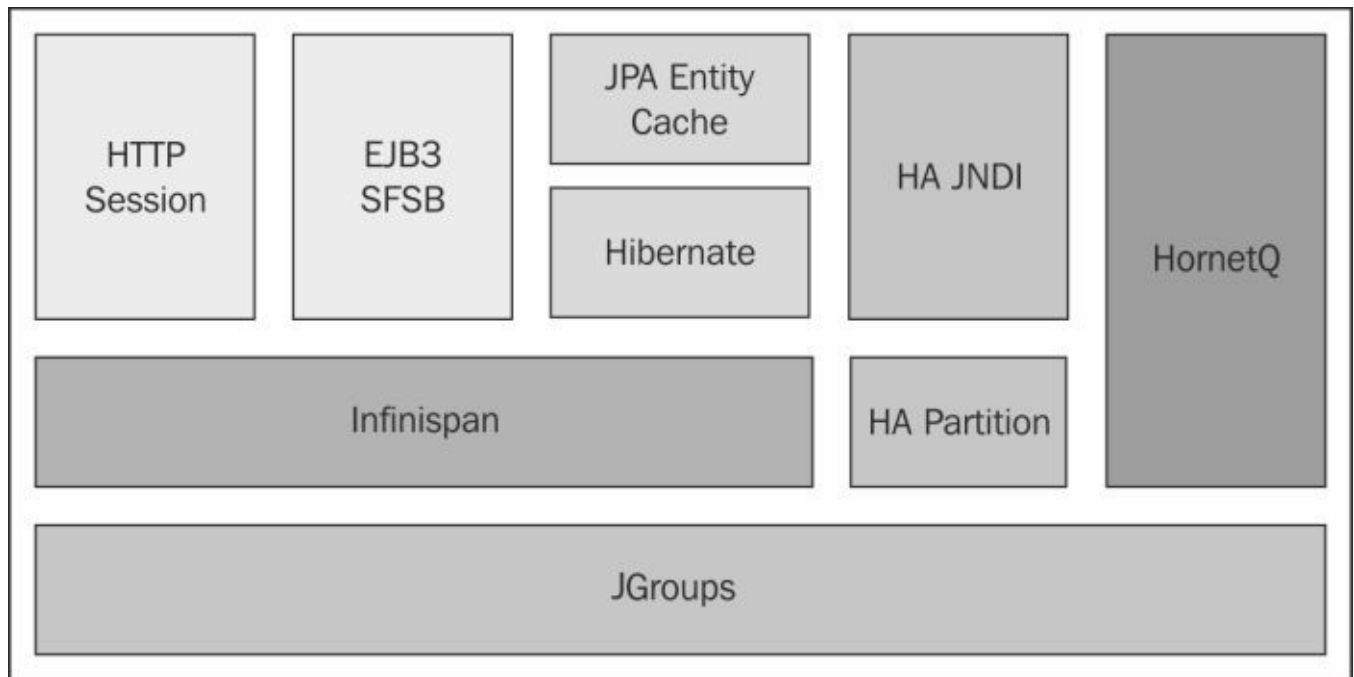 HTTP
Session
EJB3
SFSB
JPA Entity
Cache
Hibernate
HA JNDI
HornetQ
Infinispan
HA Partition
JGroups